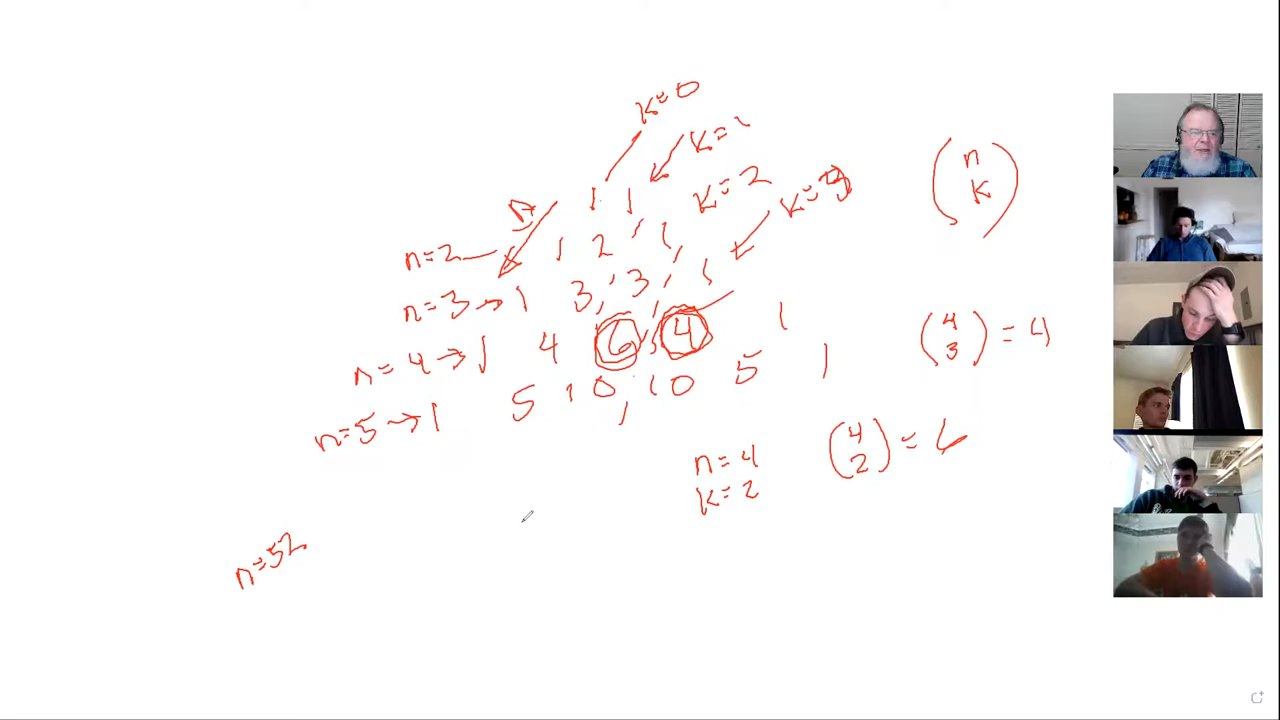 k=0
k=1
n
1 1
k=2
k=3
n=2 1 2 1
n=3 → 1 3 3 1
n=4 → 1 4 6 4 1
n=5 → 1 5 10 10 5 1
(n
k)
(4
3) = 4
n=4
k=2
(4
2) = 6
n=52